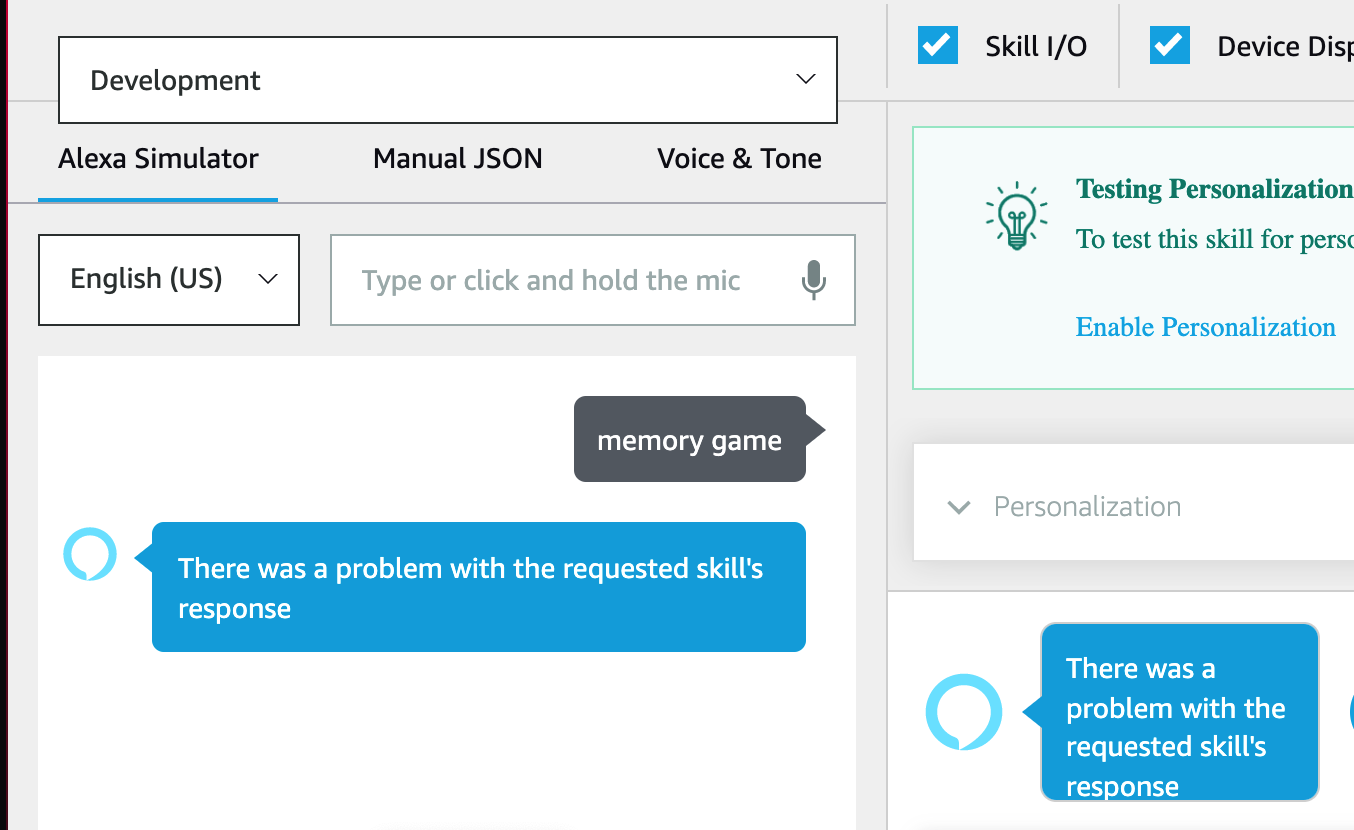 Development
Skill I/O
Device Disp
Alexa Simulator
Manual JSON
Voice & Tone
English (US)
Type or click and hold the mic
Testing Personalization
To test this skill for perso
Enable Personalization
memory game
There was a problem with the requested skill's
response
Personalization
There was a
problem with the
requested skill's
response